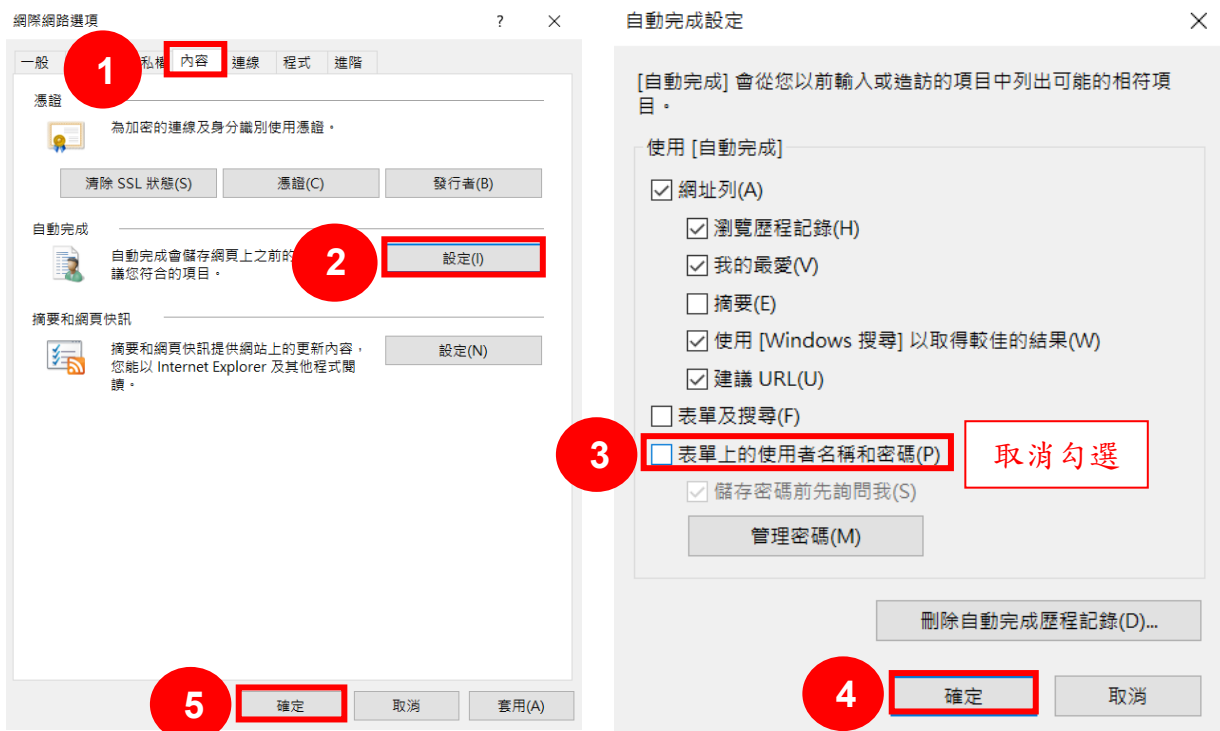 網際網路選項
一般
私權
內容
連線
程式
進階
1
憑證
為加密的連線及身分識別使用憑證。
清除 SSL 狀態(S)
憑證(C)
發行者(B)
自動完成
自動完成會儲存網頁上之前的
議您符合的項目。
2
設定(I)
摘要和網頁快訊
摘要和網頁快訊提供網站上的更新內容，
您能以 Internet Explorer 及其他程式閱
讀。
設定(N)
5
確定
取消
套用(A)
自動完成設定
[自動完成] 會從您以前輸入或造訪的項目中列出可能的相符項
目。
使用 [自動完成]
網址列(A)
瀏覽歷程記錄(H)
我的最愛(V)
摘要(E)
使用 [Windows 搜尋] 以取得較佳的結果(W)
建議 URL(U)
表單及搜尋(F)
3
表單上的使用者名稱和密碼(P)
取消勾選
儲存密碼前先詢問我(S)
管理密碼(M)
刪除自動完成歷程記錄(D)...
4
確定
取消